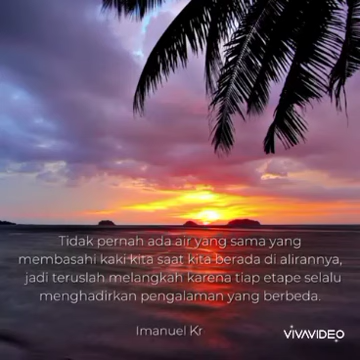 Tidak pernah ada air yang sama yang
membasahi kaki kita saat kita berada di alirannya,
jadi teruslah melangkah karena tiap etape selalu
menghadirkan pengalaman yang berbeda.
Imanuel Kr
VIVAVIDEO